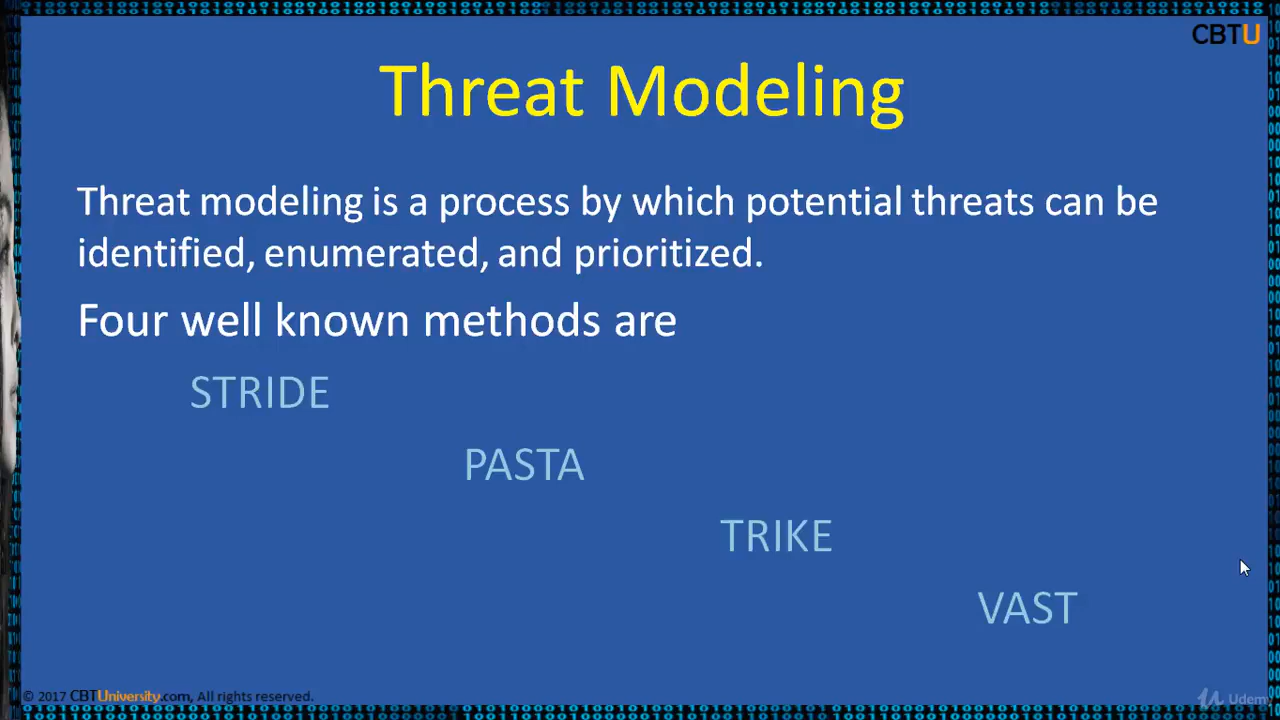 CBTU
Threat Modeling
Threat modeling is a process by which potential threats can be
identified, enumerated, and prioritized.
Four well known methods are
STRIDE
PASTA
TRIKE
VAST
© 2017 CBTUniversity.com, All rights reserved.
Udemy